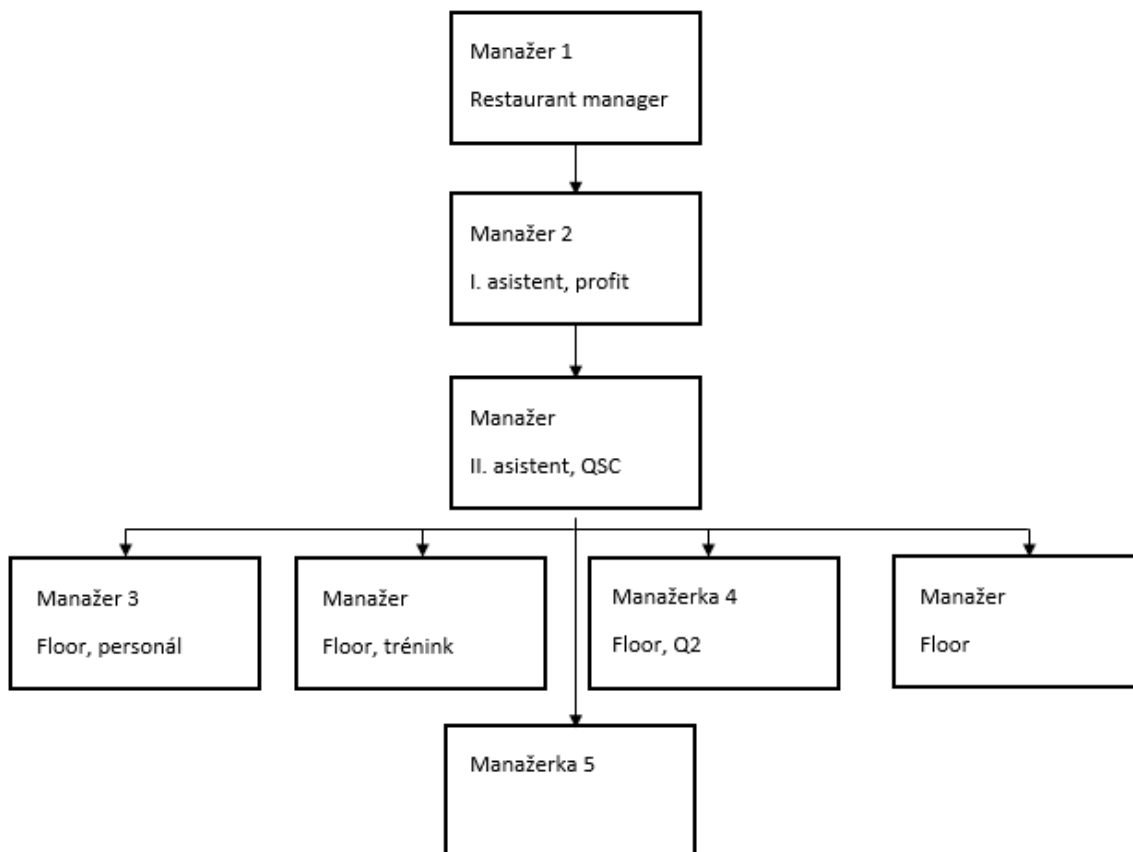 Manažer 1
Restaurant manager
Manažer 2
I. asistent, profit
Manažer
II. asistent, QSC
Manažer 3
Floor, personál
Manažer
Floor, trénink
Manažerka 4
Floor, Q2
Manažer
Floor
Manažerka 5